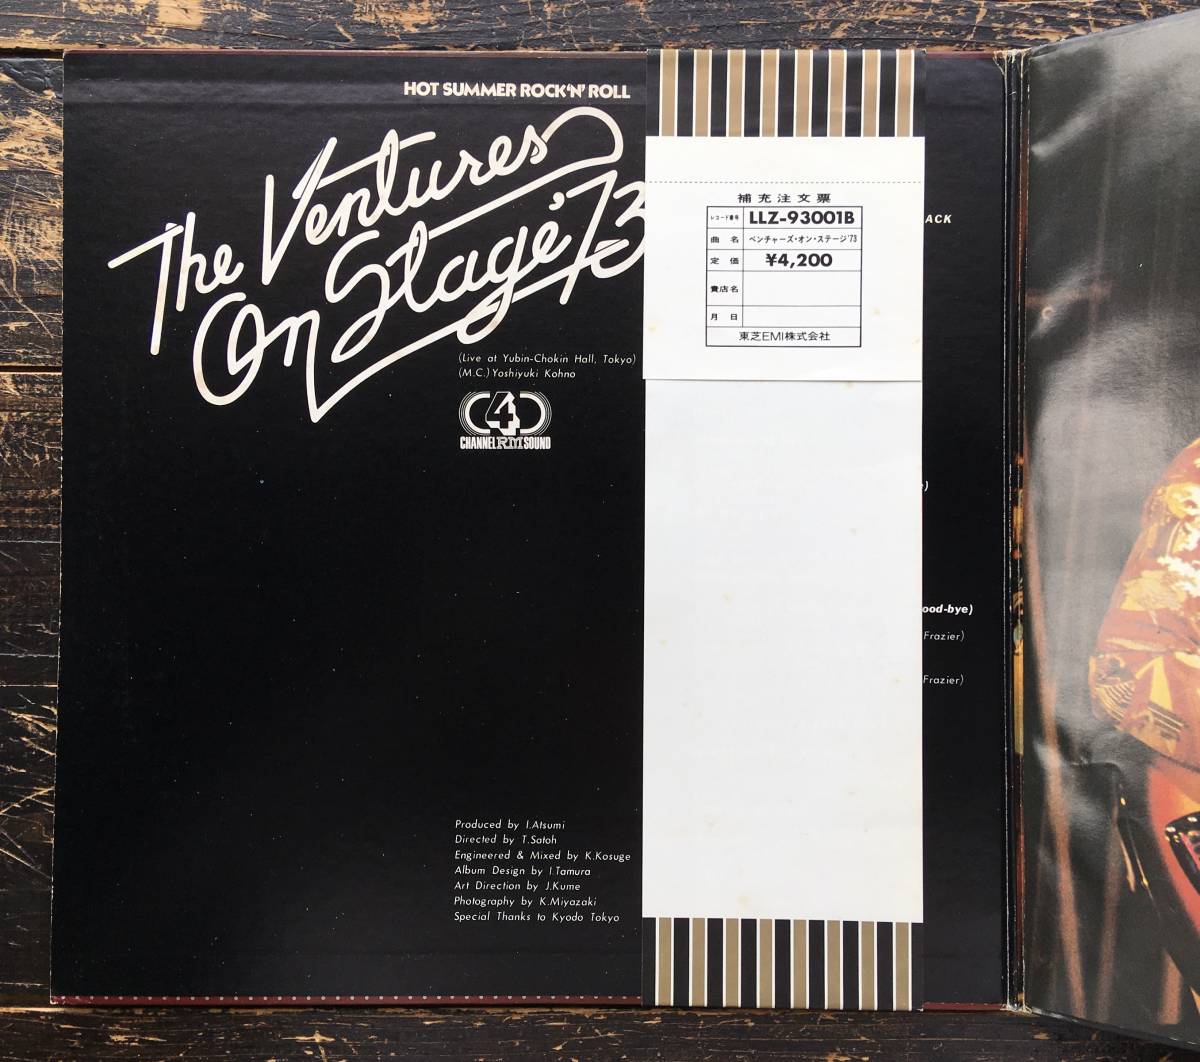 HOT SUMMER ROCK'N' ROLL
The Ventures
On Stage '73
(Live at Yubin-Chokin Hall, Tokyo)
(M.C.) Yoshiyuki Kohno
4
CHANNEL RM SOUND
補充注文票
レコード番号 LLZ-93001B
曲名 ベンチャーズ・オン・ステージ'73
定価 ¥4,200
貴店名
月日
東芝EMI株式会社
ACK
e)
ood-bye)
Frazier)
Frazier)
Produced by I.Atsumi
Directed by T.Satoh
Engineered & Mixed by K.Kosuge
Album Design by I.Tamura
Art Direction by J.Kume
Photography by K.Miyazaki
Special Thanks to Kyodo Tokyo